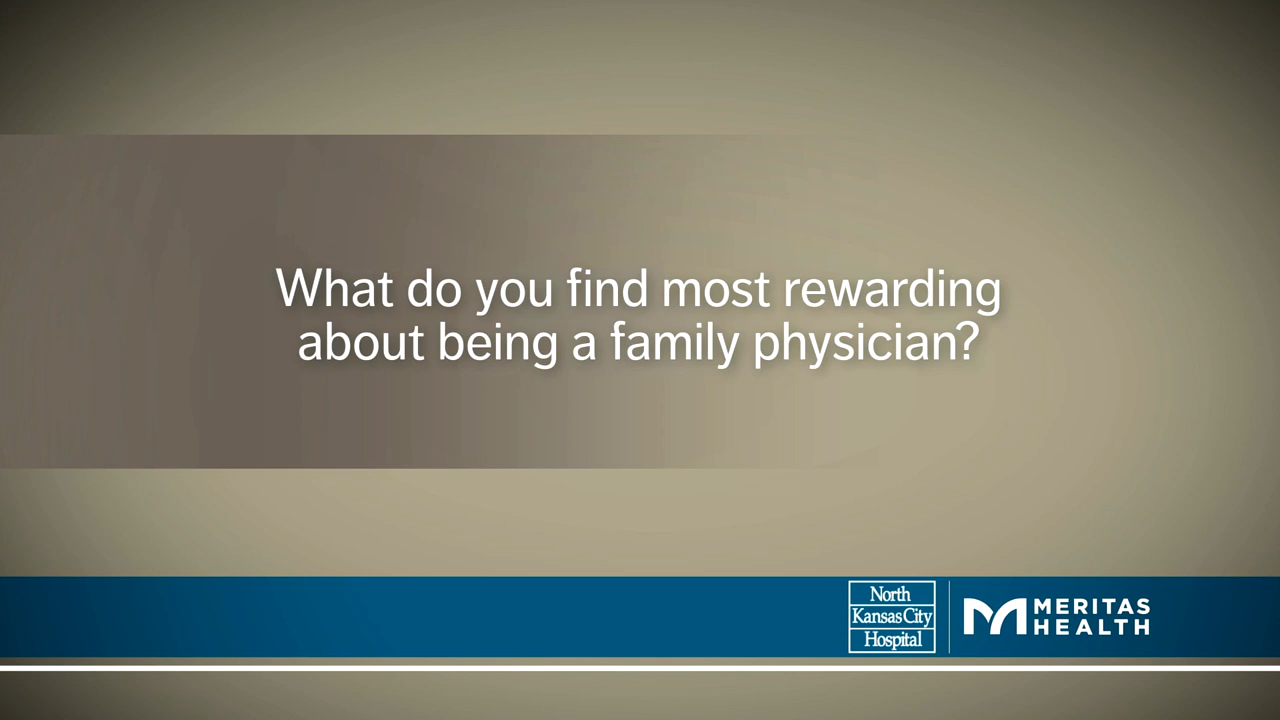 What do you find most rewarding
about being a family physician?
North
Kansas City
Hospital
MERITAS
HEALTH